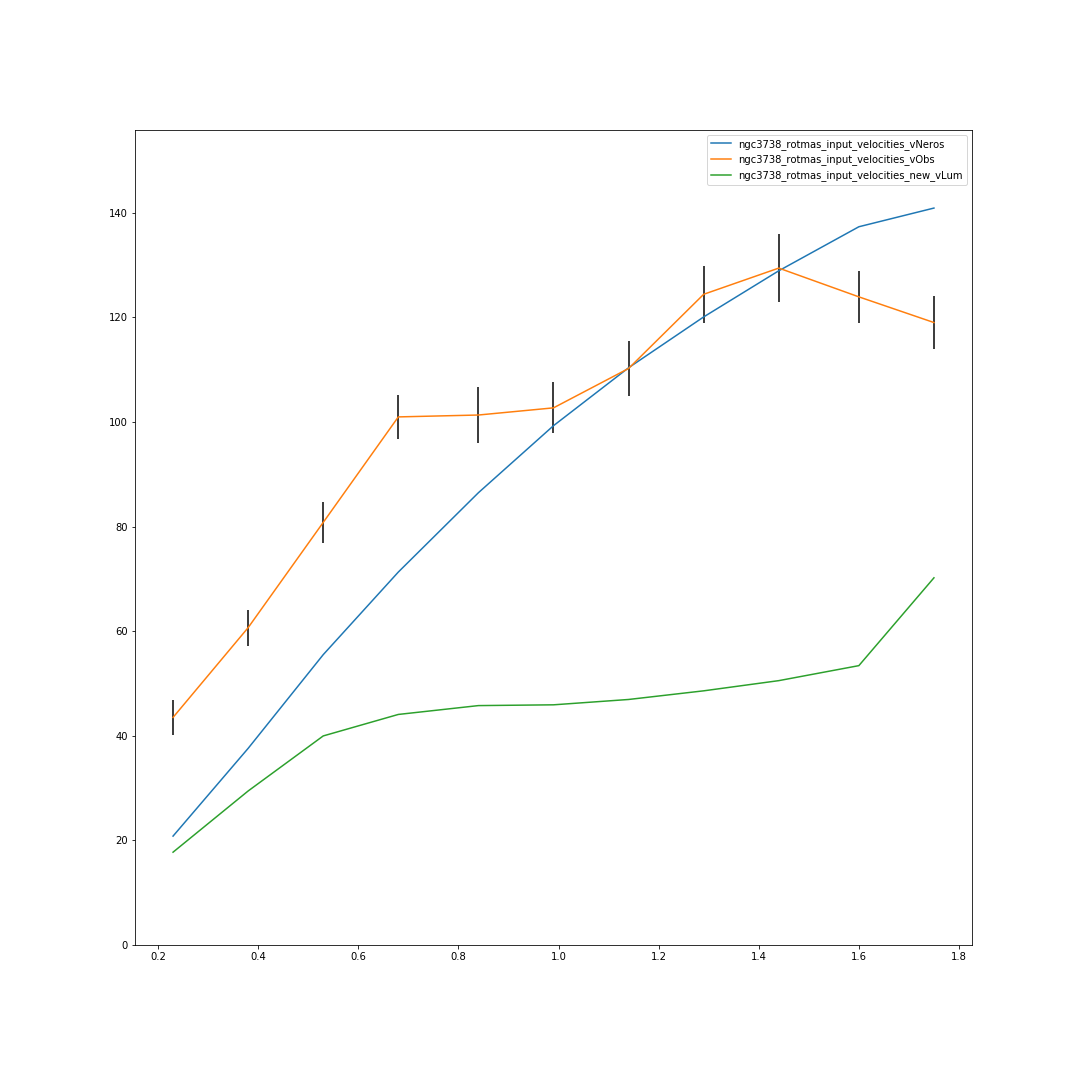 ngc3738_rotmas_input_velocities_vNeros
ngc3738_rotmas_input_velocities_vObs
ngc3738_rotmas_input_velocities_new_vLum
140
120
100
80
60
40
20
0
0.2 0.4 0.6 0.8 1.0 1.2 1.4 1.6 1.8